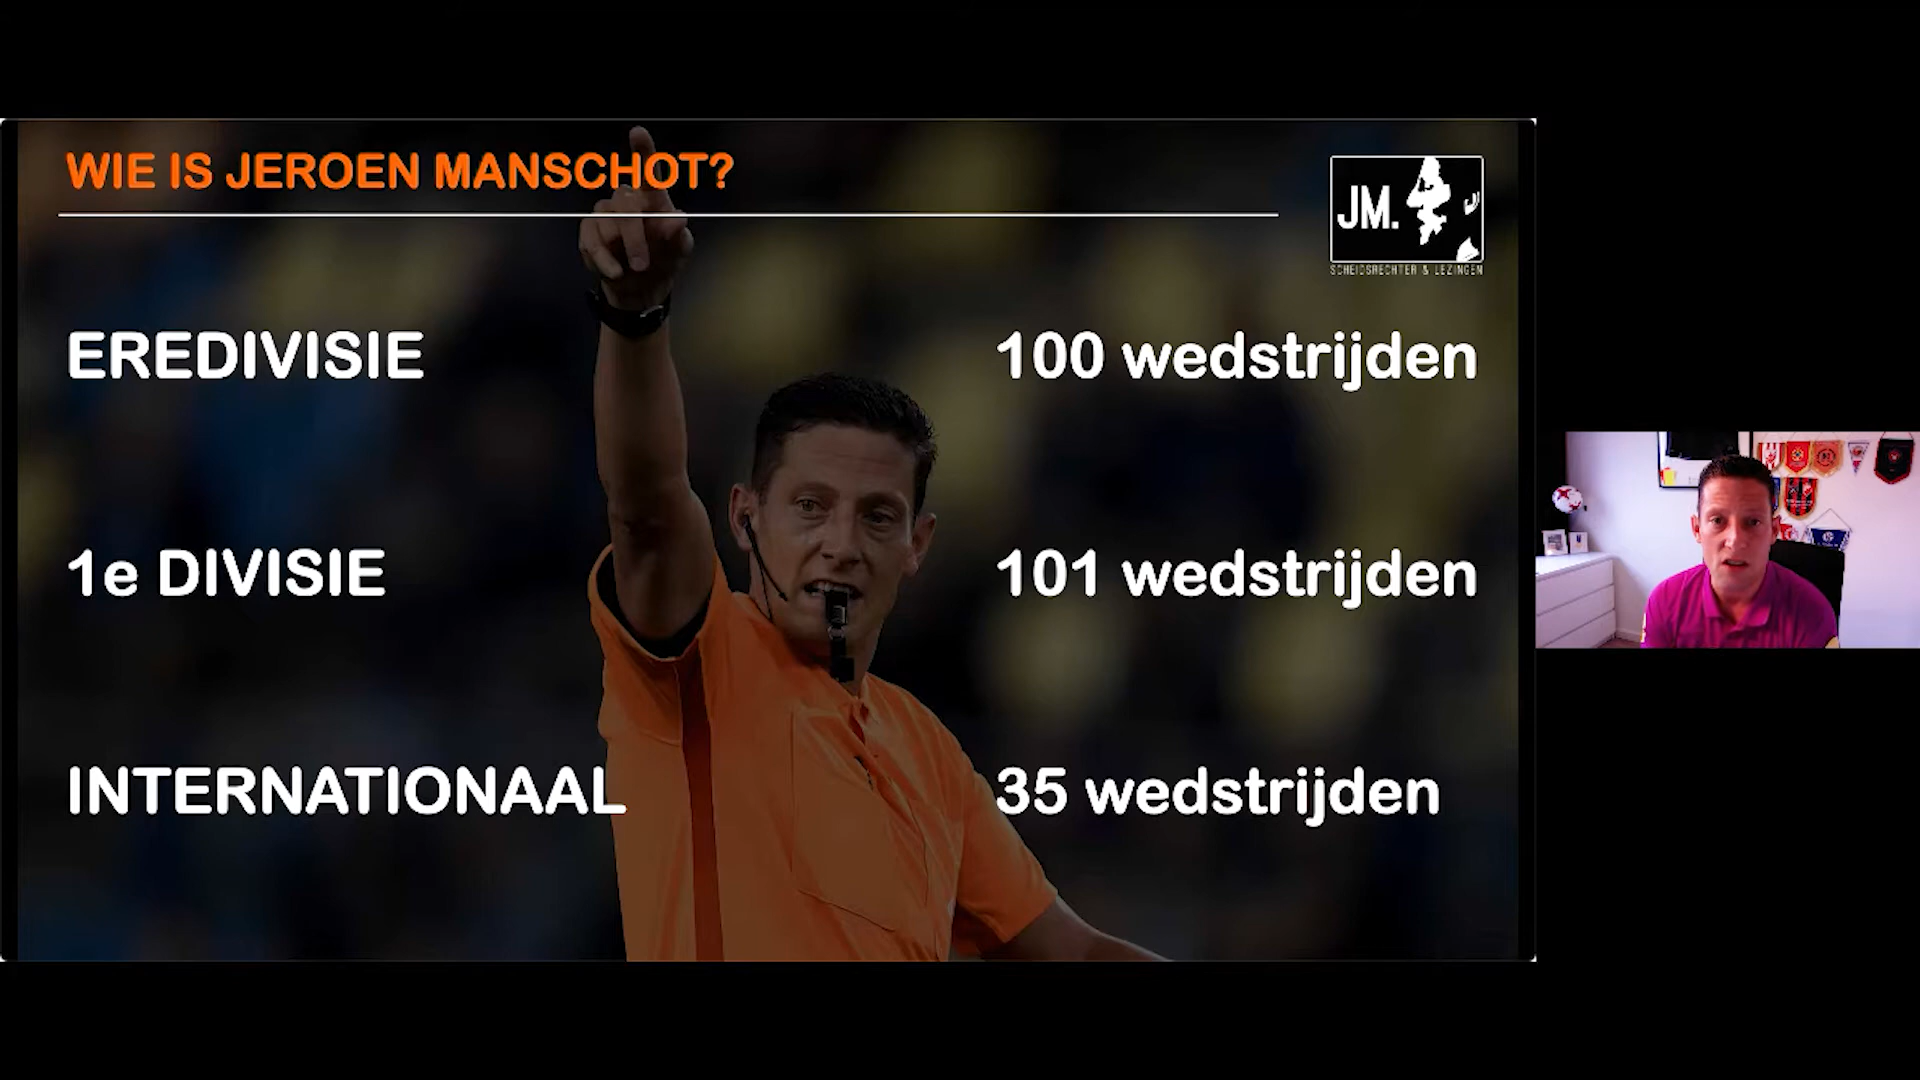 WIE IS JEROEN MANSCHOT?
JM.
SCHEIDSRECHTER & LEZINGEN
EREDIVISIE
100 wedstrijden
1e DIVISIE
101 wedstrijden
INTERNATIONAAL
35 wedstrijden